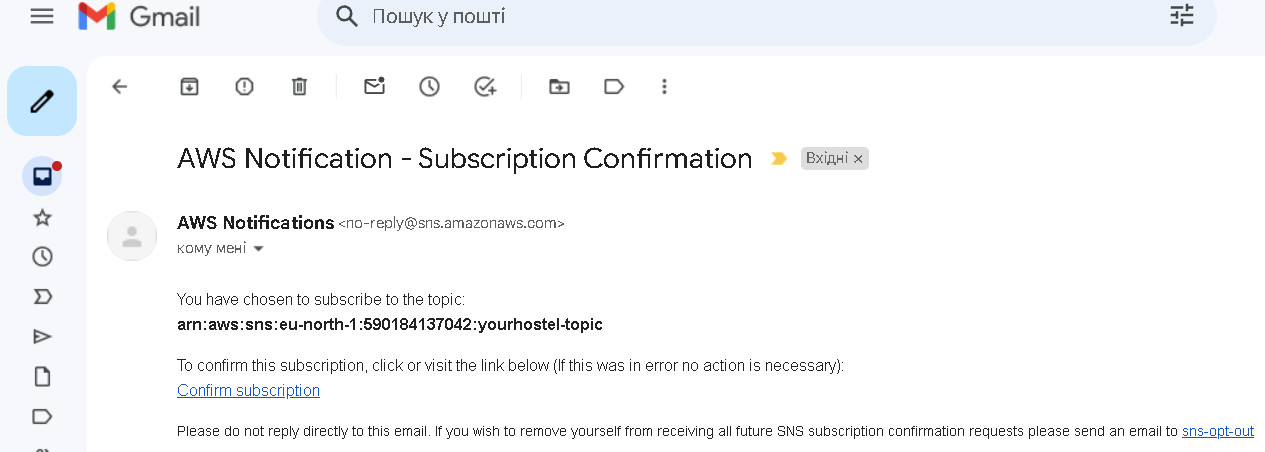 Gmail
Пошук у пошті
AWS Notification - Subscription Confirmation
Вхідні ×
AWS Notifications <no-reply@sns.amazonaws.com>
кому мені
You have chosen to subscribe to the topic:
arn:aws:sns:eu-north-1:590184137042:yourhostel-topic
To confirm this subscription, click or visit the link below (If this was in error no action is necessary):
Confirm subscription
Please do not reply directly to this email. If you wish to remove yourself from receiving all future SNS subscription confirmation requests please send an email to sns-opt-out